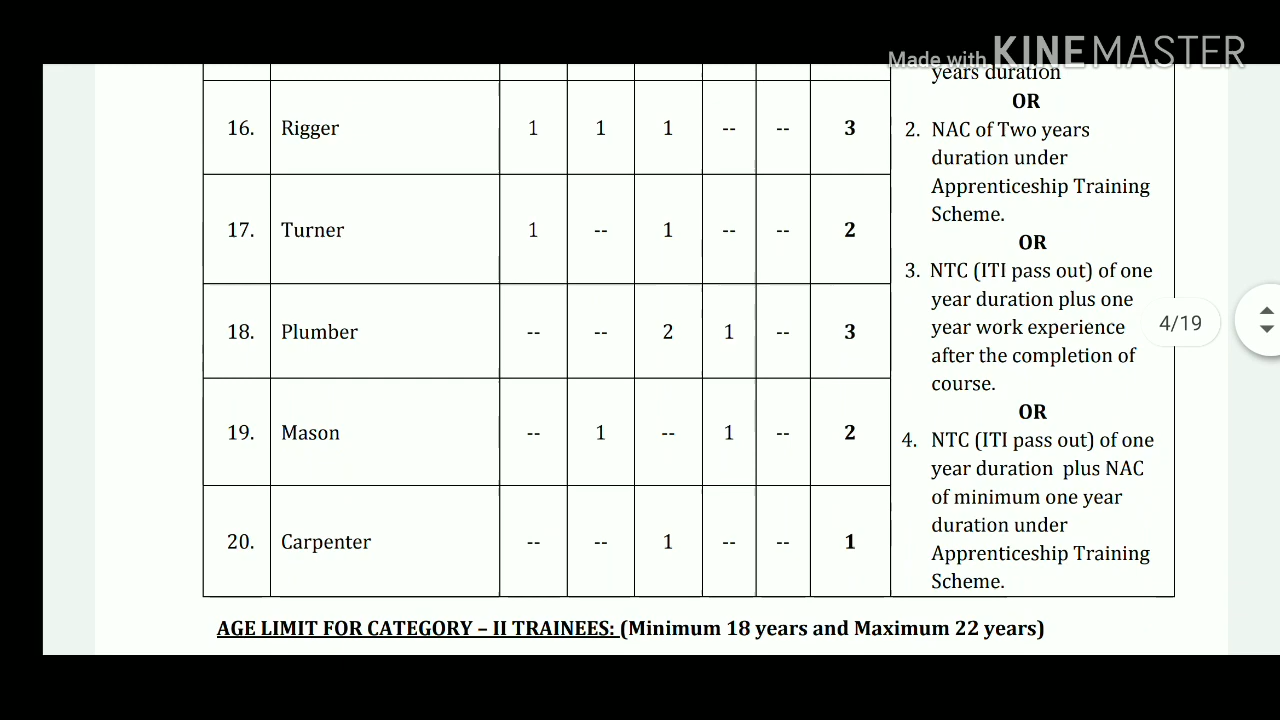 Made with KINEMASTER
years duration
OR
16. Rigger 1 1 1 -- -- 3
2. NAC of Two years
duration under
Apprenticeship Training
Scheme.
17. Turner 1 -- 1 -- -- 2
OR
3. NTC (ITI pass out) of one
year duration plus one
year work experience
after the completion of
course.
18. Plumber -- -- 2 1 -- 3
4/19
OR
19. Mason -- 1 -- 1 -- 2
4. NTC (ITI pass out) of one
year duration plus NAC
of minimum one year
duration under
Apprenticeship Training
Scheme.
20. Carpenter -- -- 1 -- -- 1
AGE LIMIT FOR CATEGORY – II TRAINEES: (Minimum 18 years and Maximum 22 years)